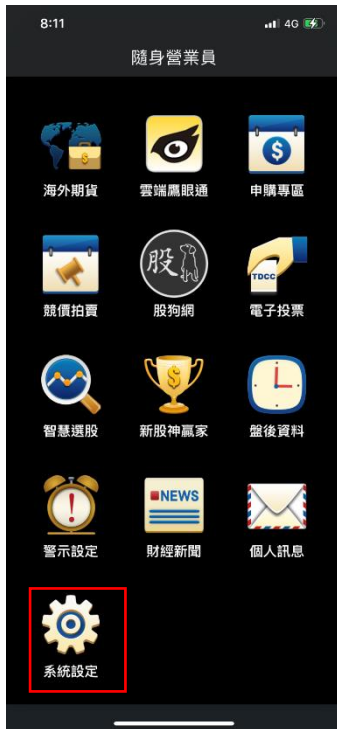 8:11
4G
隨身營業員
$
海外期貨
雲端鷹眼通
$
申購專區
競價拍賣
股
股狗網
TDCC
電子投票
智慧選股
$
新股神贏家
盤後資料
!
警示設定
NEWS
財經新聞
個人訊息
系統設定